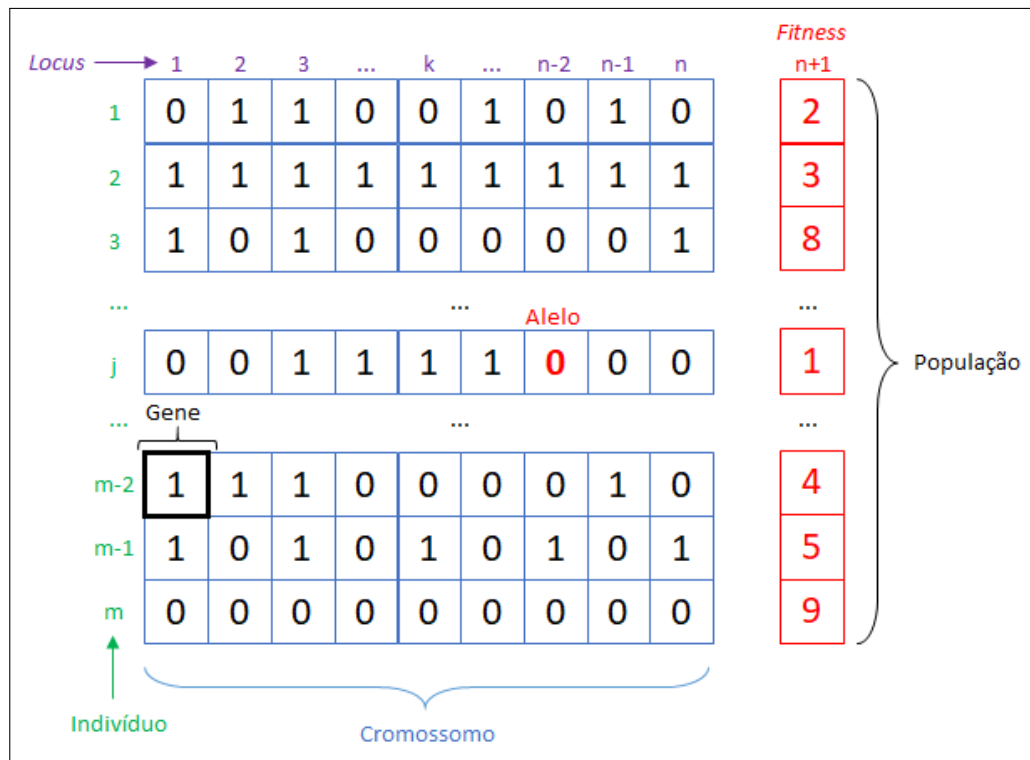 Fitness
Locus 1 2 3 ... k ... n-2 n-1 n n+1
1 0 1 1 0 0 1 0 1 0 2
2 1 1 1 1 1 1 1 1 1 3
3 1 0 1 0 0 0 0 0 1 8
... ... ...
Alelo
j 0 0 1 1 1 1 0 0 0 1
População
... Gene ... ...
m-2 1 1 1 0 0 0 0 1 0 4
m-1 1 0 1 0 1 0 1 0 1 5
m 0 0 0 0 0 0 0 0 0 9
Indivíduo
Cromossomo